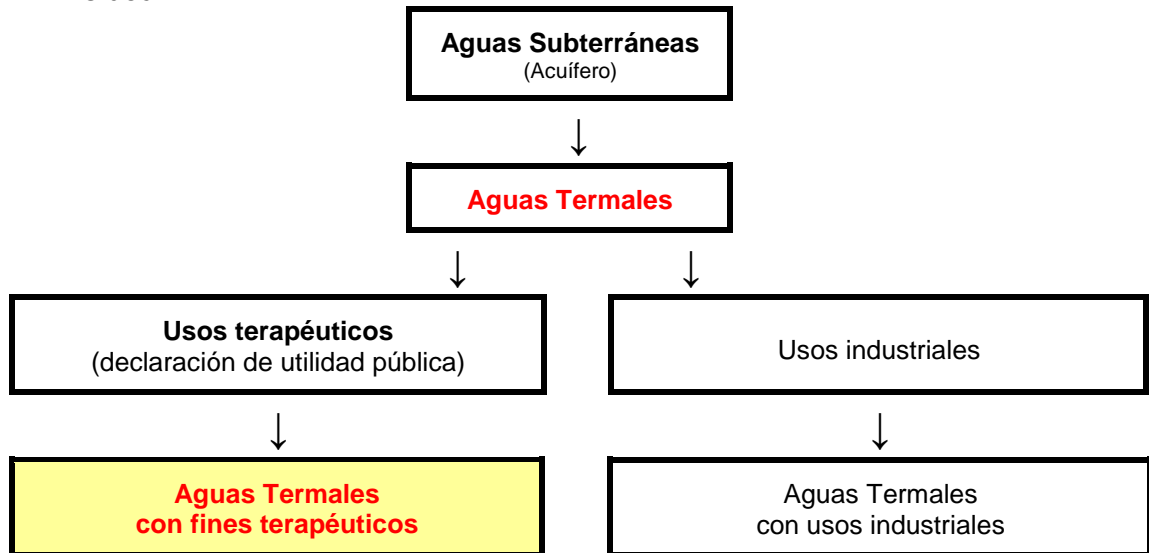 Aguas Subterráneas
(Acuífero)
↓
Aguas Termales
↓ ↓
Usos terapéuticos
(declaración de utilidad pública)
Usos industriales
↓ ↓
Aguas Termales
con fines terapéuticos
Aguas Termales
con usos industriales